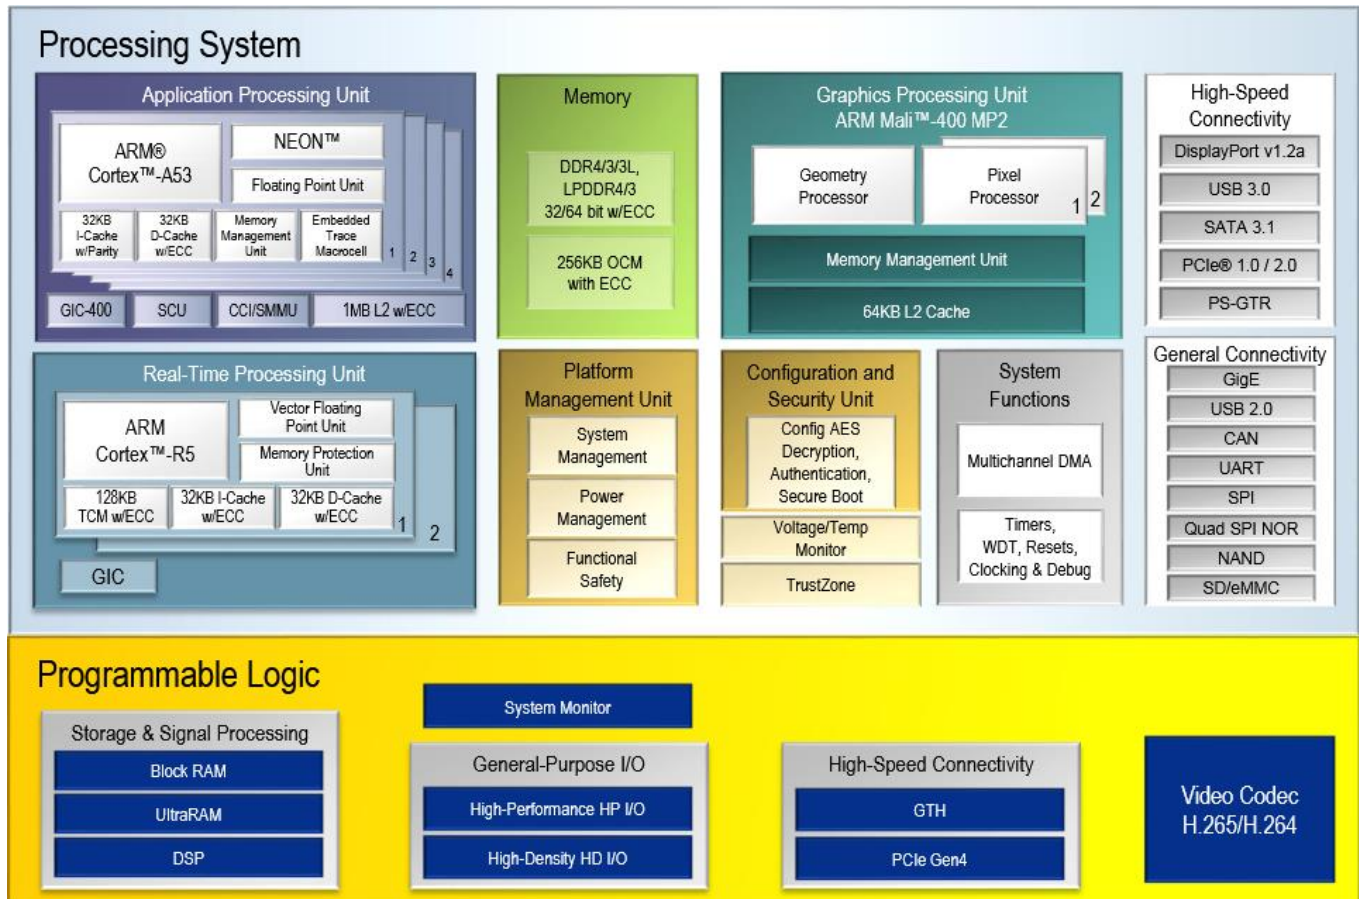 Processing System
Application Processing Unit
ARM®
Cortex™-A53
NEON™
Floating Point Unit
32KB
I-Cache
w/Parity
32KB
D-Cache
w/ECC
Memory
Management
Unit
Embedded
Trace
Macrocell
1
2
3
4
GIC-400
SCU
CCI/SMMU
1MB L2 w/ECC
Memory
DDR4/3/3L,
LPDDR4/3
32/64 bit w/ECC
256KB OCM
with ECC
Graphics Processing Unit
ARM Mali™-400 MP2
Geometry
Processor
Pixel
Processor
1
2
Memory Management Unit
64KB L2 Cache
High-Speed
Connectivity
DisplayPort v1.2a
USB 3.0
SATA 3.1
PCIe® 1.0 / 2.0
PS-GTR
Real-Time Processing Unit
ARM
Cortex™-R5
Vector Floating
Point Unit
Memory Protection
Unit
128KB
TCM w/ECC
32KB I-Cache
w/ECC
32KB D-Cache
w/ECC
1
2
GIC
Platform
Management Unit
System
Management
Power
Management
Functional
Safety
Configuration and
Security Unit
Config AES
Decryption,
Authentication,
Secure Boot
Voltage/Temp
Monitor
TrustZone
System
Functions
Multichannel DMA
Timers,
WDT, Resets,
Clocking & Debug
General Connectivity
GigE
USB 2.0
CAN
UART
SPI
Quad SPI NOR
NAND
SD/eMMC
Programmable Logic
Storage & Signal Processing
Block RAM
UltraRAM
DSP
System Monitor
General-Purpose I/O
High-Performance HP I/O
High-Density HD I/O
High-Speed Connectivity
GTH
PCIe Gen4
Video Codec
H.265/H.264